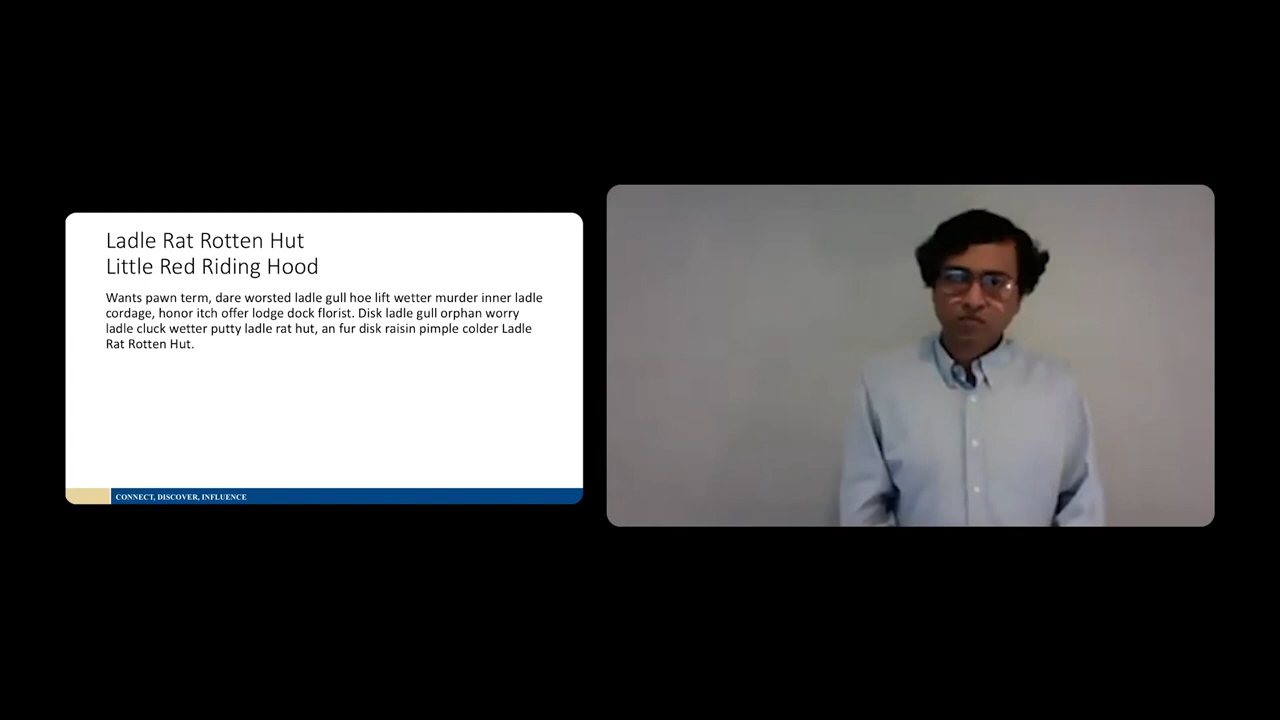 Ladle Rat Rotten Hut
Little Red Riding Hood
Wants pawn term, dare worsted ladle gull hoe lift wetter murder inner ladle
cordage, honor itch offer lodge dock florist. Disk ladle gull orphan worry
ladle cluck wetter putty ladle rat hut, an fur disk raisin pimple colder Ladle
Rat Rotten Hut.
CONNECT, DISCOVER, INFLUENCE